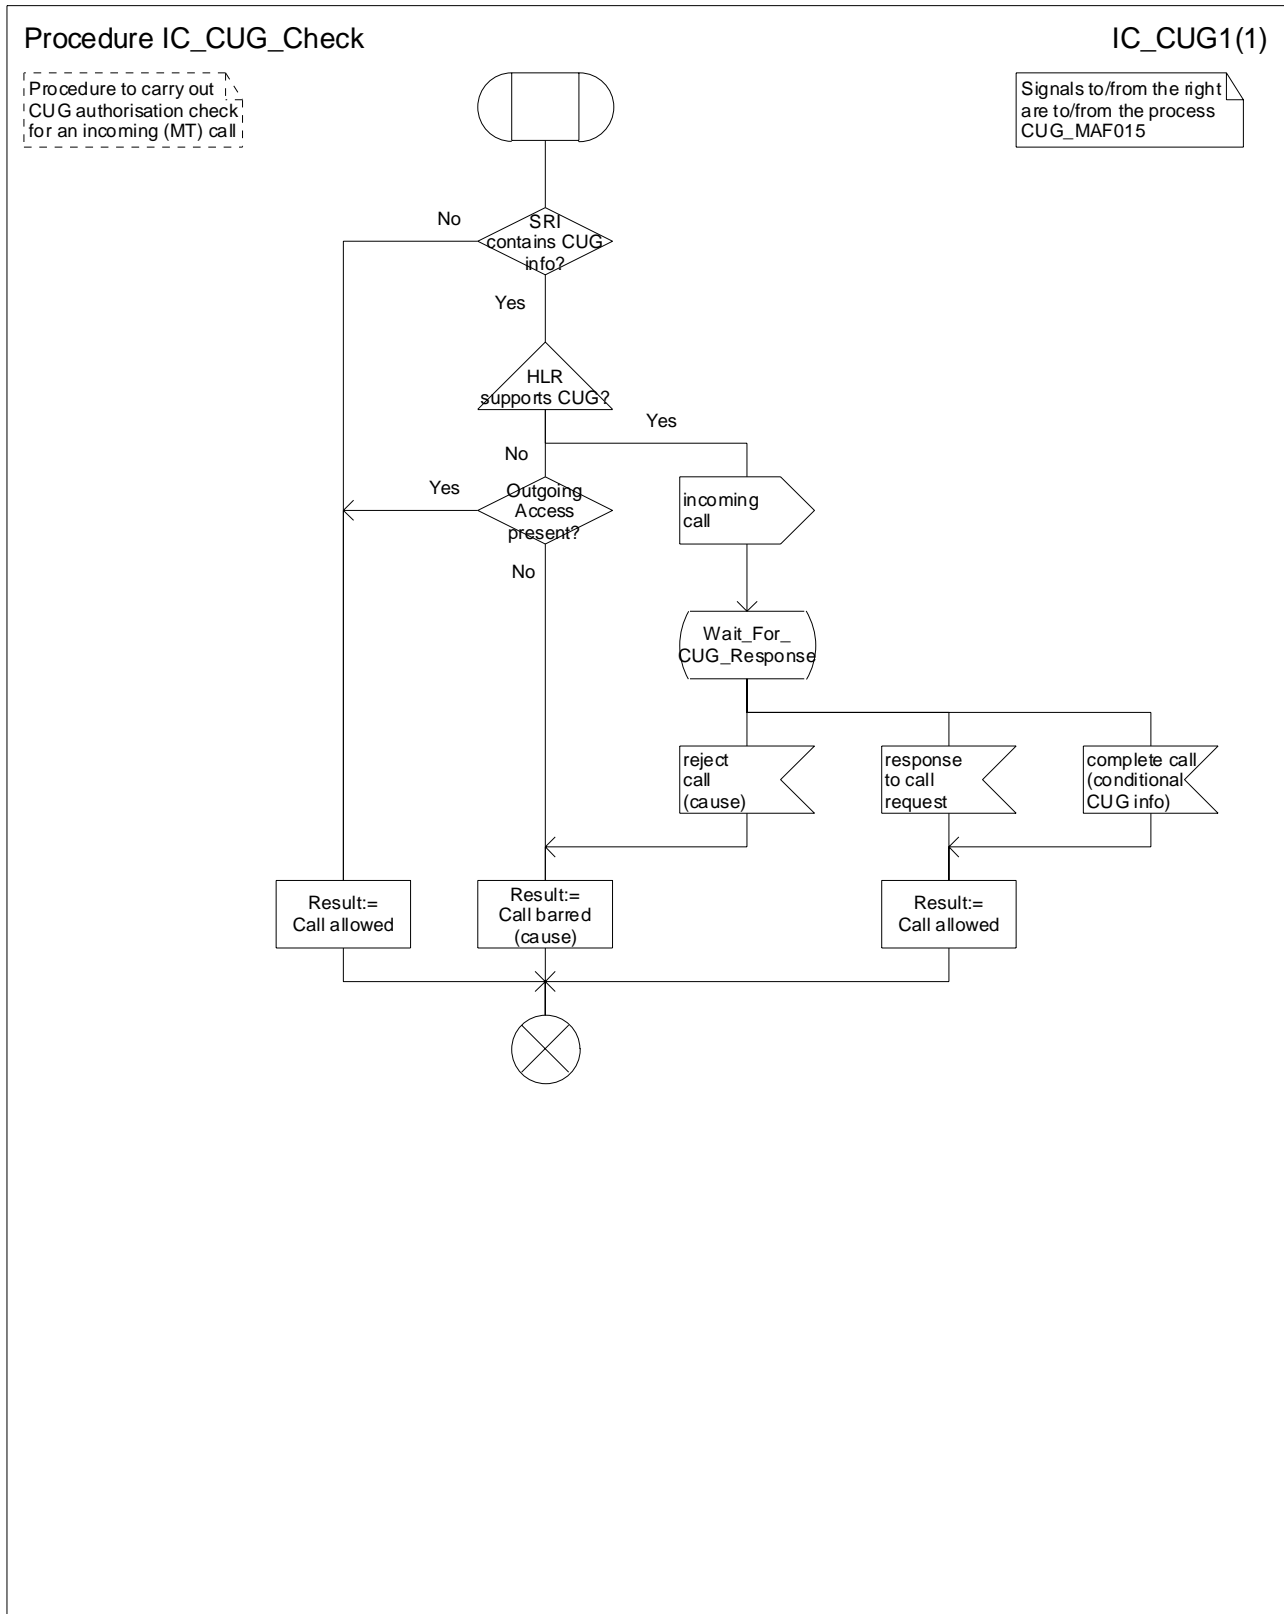 Procedure IC_CUG_Check
IC_CUG1(1)
Procedure to carry out
CUG authorisation check
for an incoming (MT) call
Signals to/from the right
are to/from the process
CUG_MAF015
No
SRI
contains CUG
info?
Yes
HLR
supports CUG?
Yes
No
Yes
Outgoing
Access
present?
incoming
call
No
Wait_For_
CUG_Response
reject
call
(cause)
response
to call
request
complete call
(conditional
CUG info)
Result:=
Call allowed
Result:=
Call barred
(cause)
Result:=
Call allowed